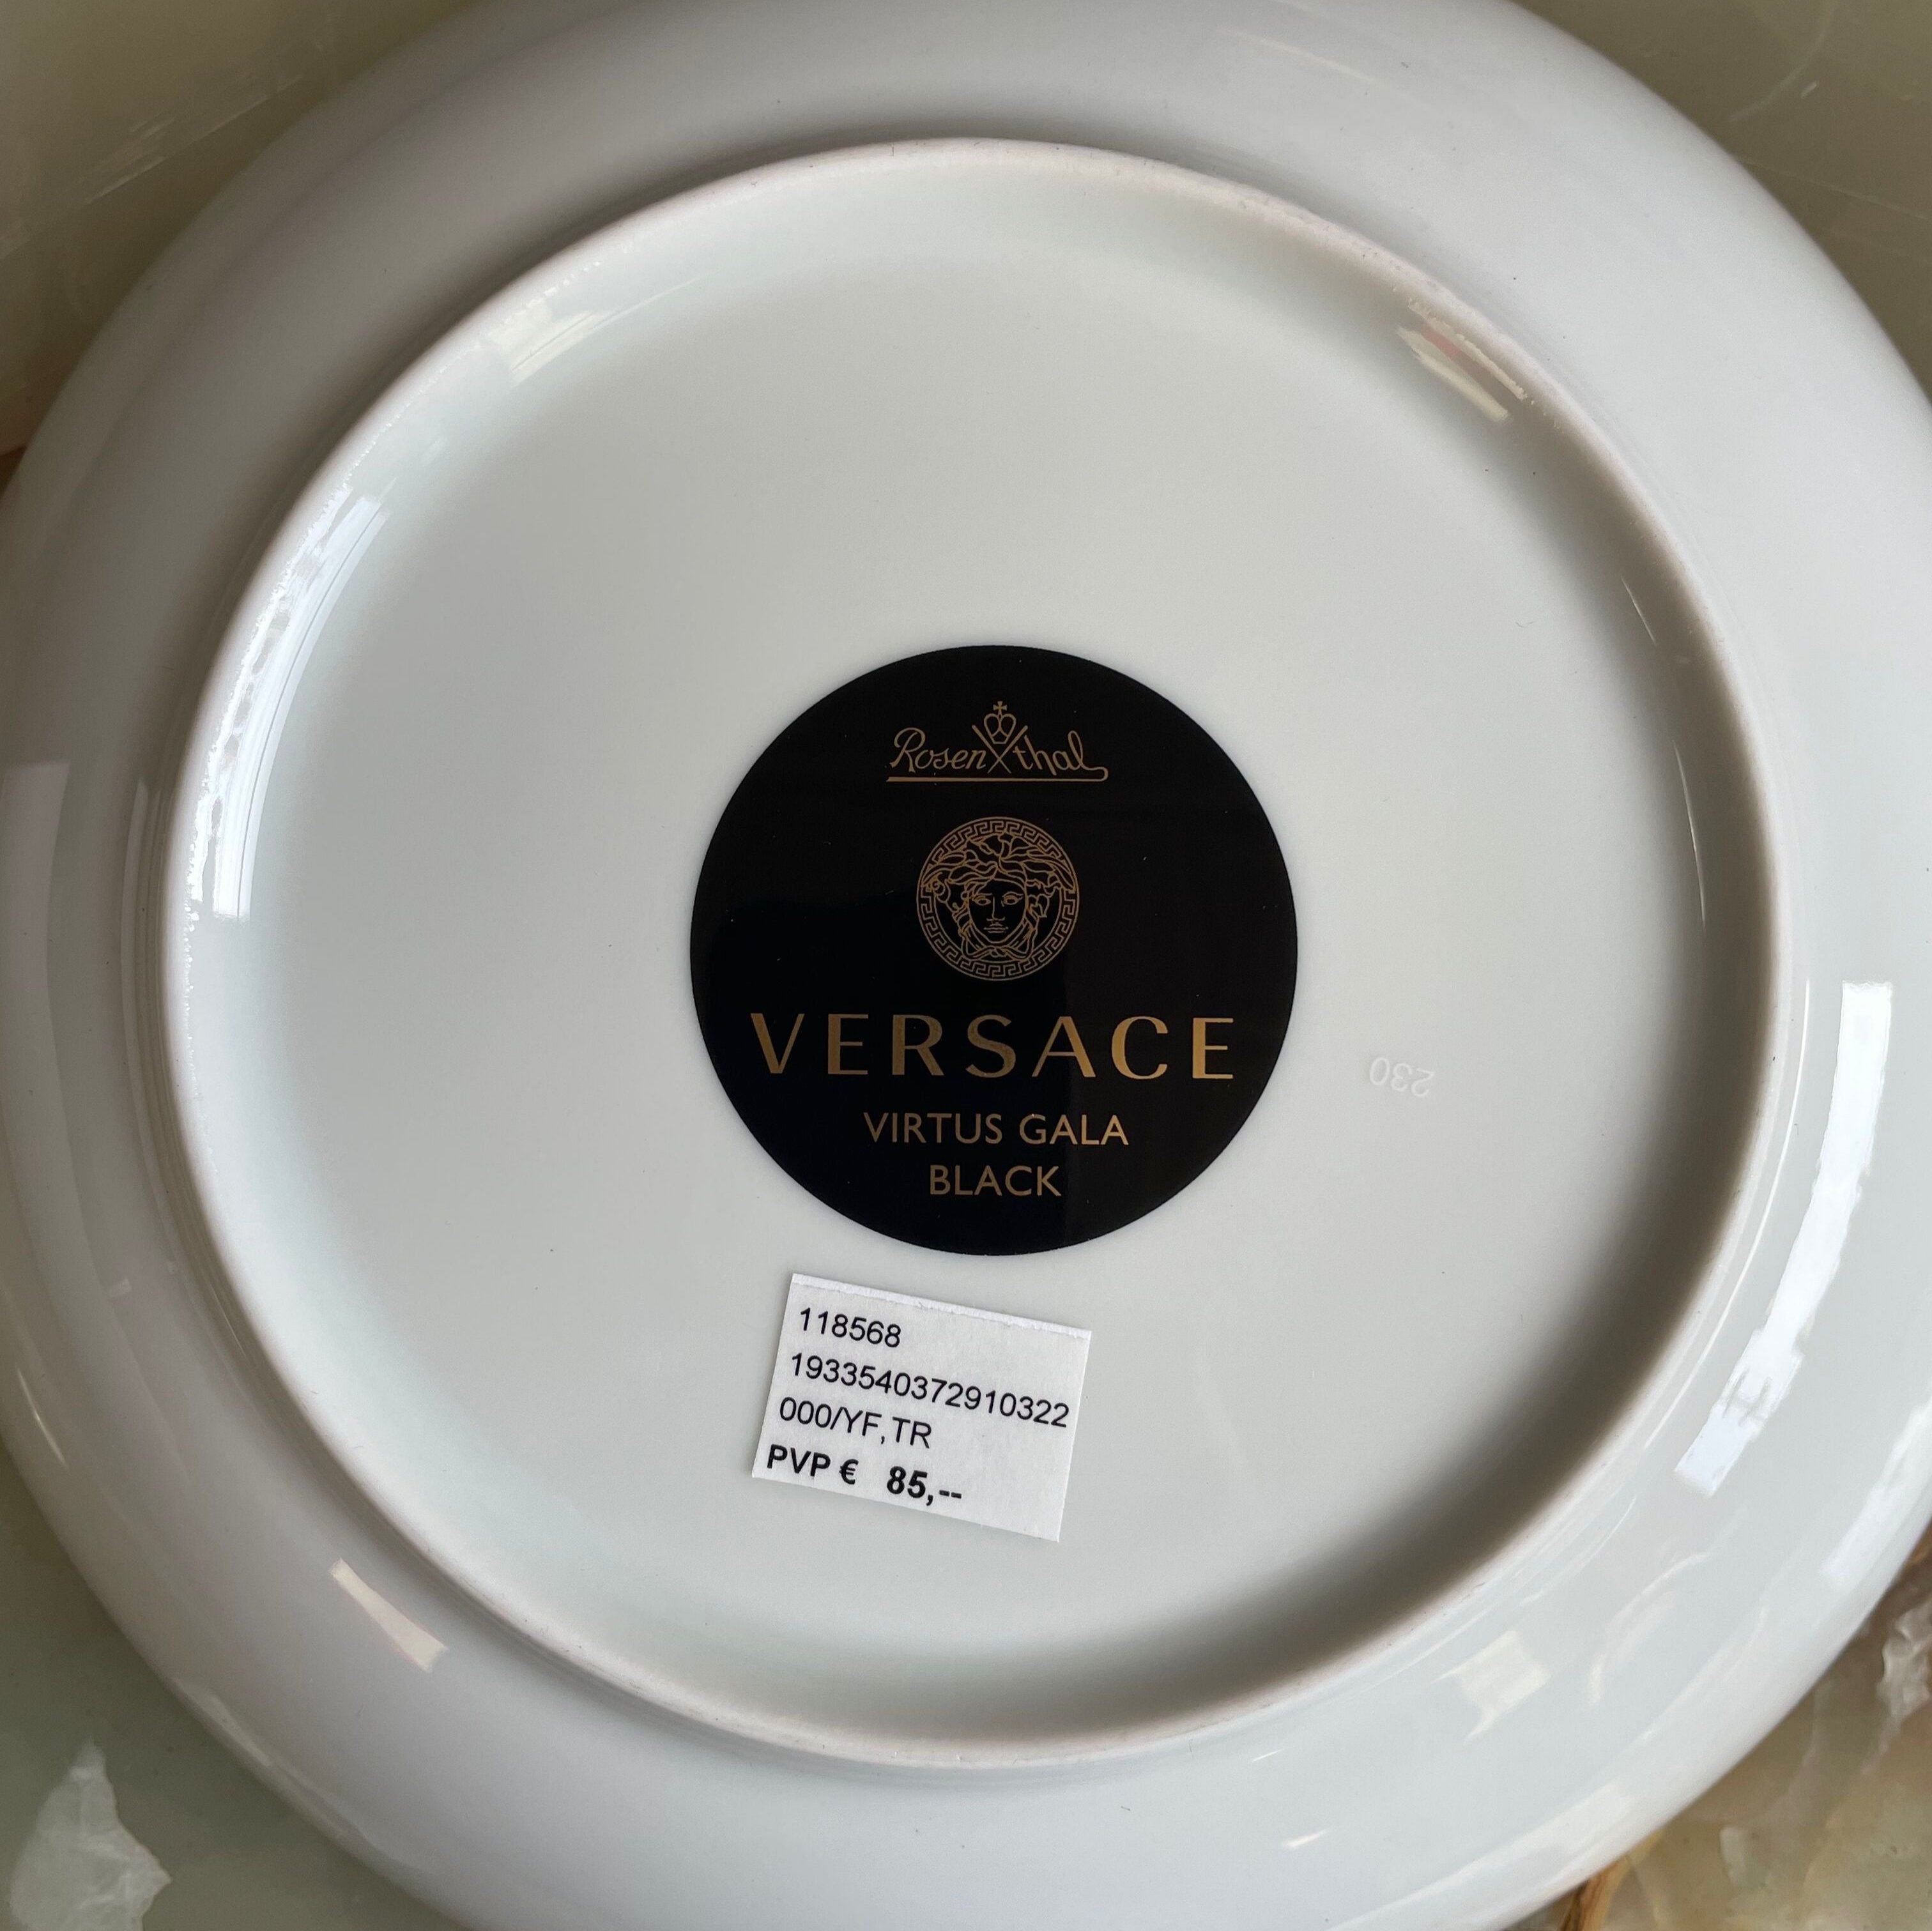 Rosenthal
VERSACE
VIRTUS GALA
BLACK
230
118568
1933540372910322
000/YF,TR
PVP € 85,--